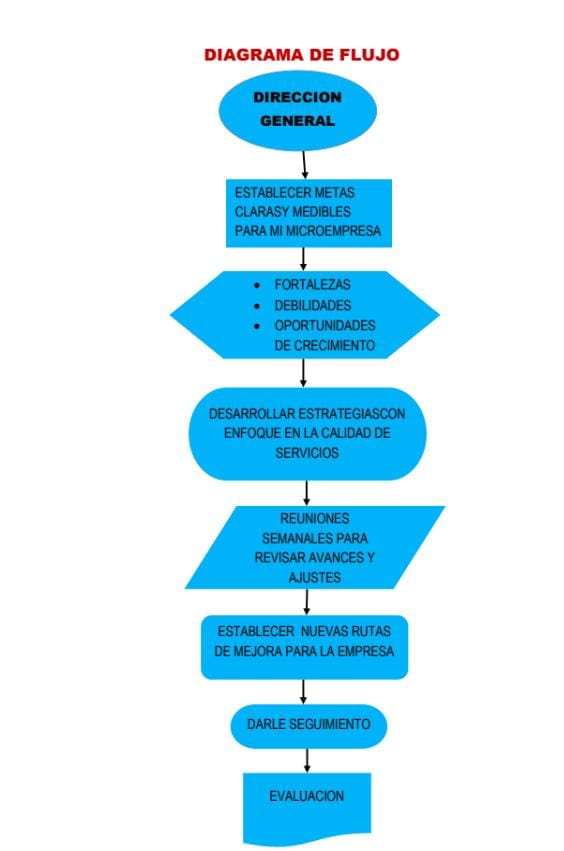 DIAGRAMA DE FLUJO
DIRECCION
GENERAL
ESTABLECER METAS
CLARASY MEDIBLES
PARA MI MICROEMPRESA
• FORTALEZAS
• DEBILIDADES
• OPORTUNIDADES
DE CRECIMIENTO
DESARROLLAR ESTRATEGIASCON
ENFOQUE EN LA CALIDAD DE
SERVICIOS
REUNIONES
SEMANALES PARA
REVISAR AVANCES Y
AJUSTES
ESTABLECER NUEVAS RUTAS
DE MEJORA PARA LA EMPRESA
DARLE SEGUIMIENTO
EVALUACION